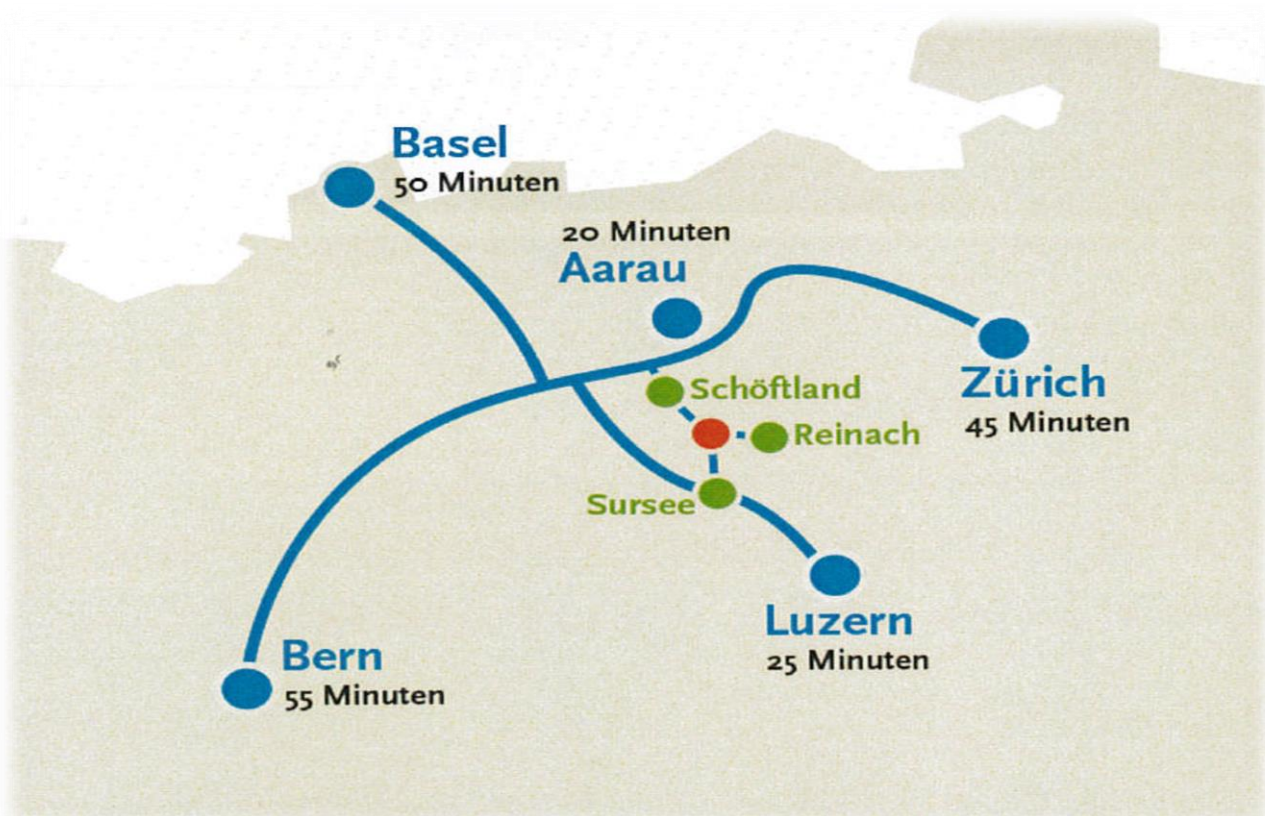 Basel
50 Minuten
20 Minuten
Aarau
Schöftland
Zürich
45 Minuten
Reinach
Sursee
Luzern
25 Minuten
Bern
55 Minuten